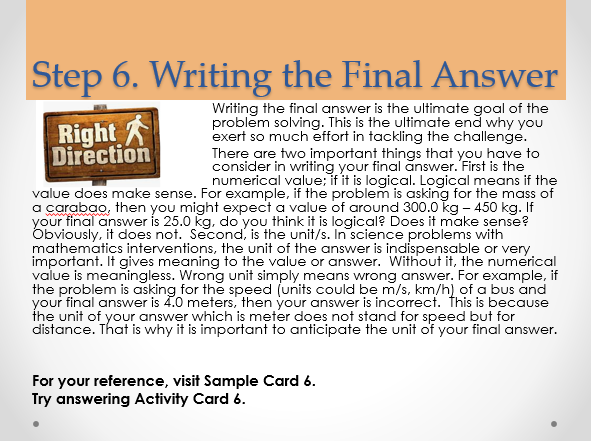 Step 6. Writing the Final Answer
Right
Direction
Writing the final answer is the ultimate goal of the
problem solving. This is the ultimate end why you
exert so much effort in tackling the challenge.
There are two important things that you have to
consider in writing your final answer. First is the
numerical value; if it is logical. Logical means if the
value does make sense. For example, if the problem is asking for the mass of
a carabao, then you might expect a value of around 300.0 kg – 450 kg. If
your final answer is 25.0 kg, do you think it is logical? Does it make sense?
Obviously, it does not.  Second, is the unit/s. In science problems with
mathematics interventions, the unit of the answer is indispensable or very
important. It gives meaning to the value or answer.  Without it, the numerical
value is meaningless. Wrong unit simply means wrong answer. For example, if
the problem is asking for the speed (units could be m/s, km/h) of a bus and
your final answer is 4.0 meters, then your answer is incorrect.  This is because
the unit of your answer which is meter does not stand for speed but for
distance. That is why it is important to anticipate the unit of your final answer.
For your reference, visit Sample Card 6.
Try answering Activity Card 6.